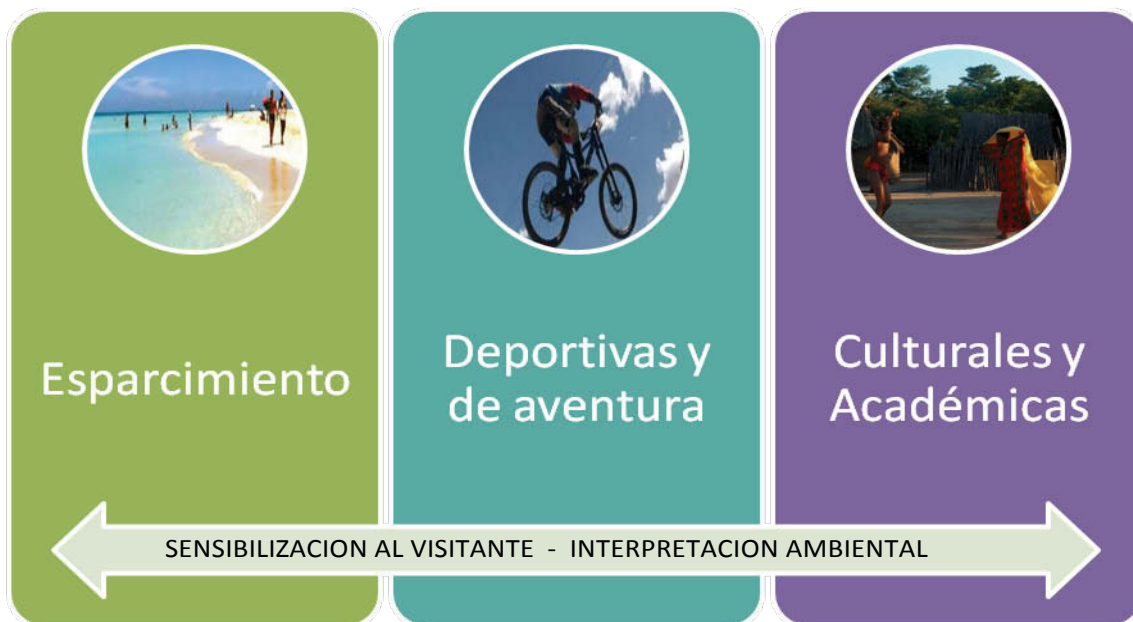 Esparcimiento
Deportivas y
de aventura
Culturales y
Académicas
SENSIBILIZACION AL VISITANTE - INTERPRETACION AMBIENTAL